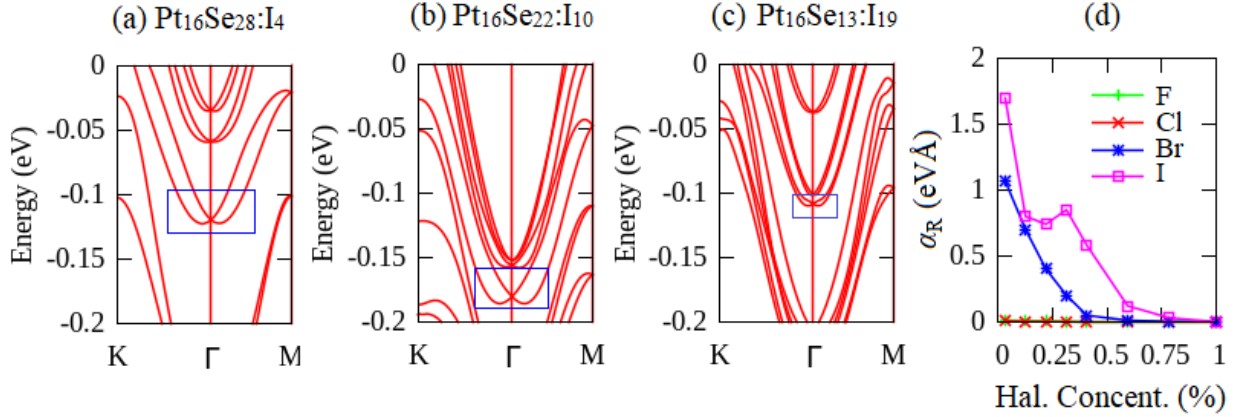 (a) Pt₁₆Se₂₈:I₄
(b) Pt₁₆Se₂₂:I₁₀
(c) Pt₁₆Se₁₃:I₁₉
(d)
Energy (eV)
0
-0.05
-0.1
-0.15
-0.2
K Γ M
Energy (eV)
0
-0.05
-0.1
-0.15
-0.2
K Γ M
Energy (eV)
0
-0.05
-0.1
-0.15
-0.2
K Γ M
α_R (eVÅ)
2
1.5
1
0.5
0
F
Cl
Br
I
0 0.25 0.5 0.75 1
Hal. Concent. (%)